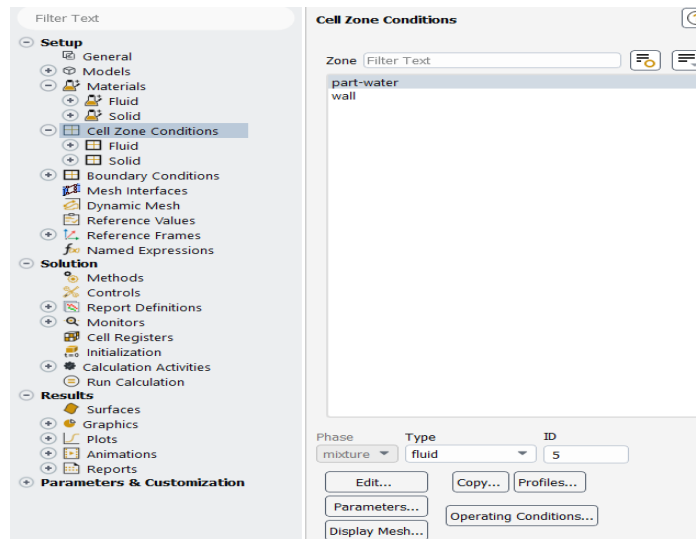 Filter Text
Setup
General
Models
Materials
Fluid
Solid
Cell Zone Conditions
Fluid
Solid
Boundary Conditions
Mesh Interfaces
Dynamic Mesh
Reference Values
Reference Frames
Named Expressions
Solution
Methods
Controls
Report Definitions
Monitors
Cell Registers
Initialization
Calculation Activities
Run Calculation
Results
Surfaces
Graphics
Plots
Animations
Reports
Parameters & Customization
Cell Zone Conditions
Zone Filter Text
part-water
wall
Phase Type ID
mixture fluid 5
Edit... Copy... Profiles...
Parameters... Operating Conditions...
Display Mesh...